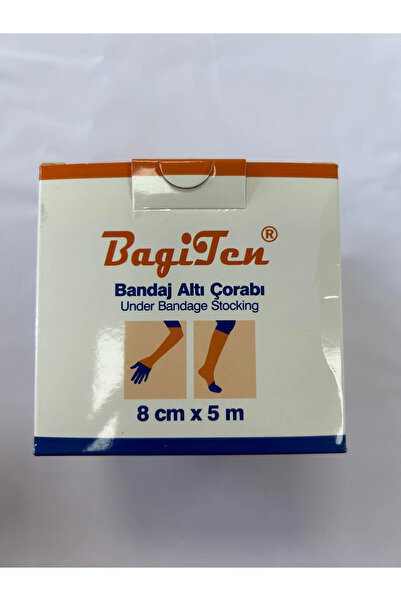 BagiTen®
Bandaj Altı Çorabı
Under Bandage Stocking
8 cm x 5 m